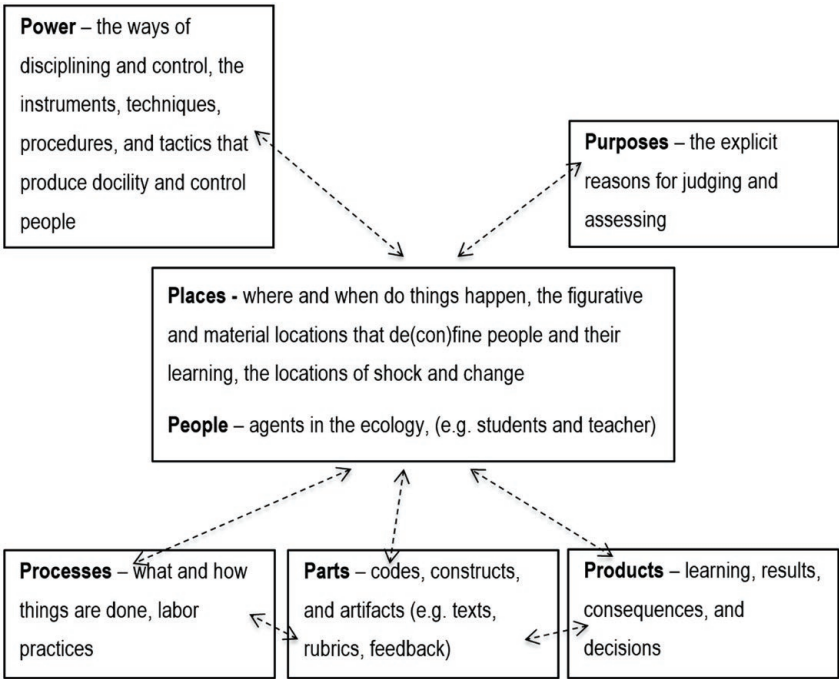 Power – the ways of
disciplining and control, the
instruments, techniques,
procedures, and tactics that
produce docility and control
people
Purposes – the explicit
reasons for judging and
assessing
Places - where and when do things happen, the figurative
and material locations that de(con)fine people and their
learning, the locations of shock and change
People – agents in the ecology, (e.g. students and teacher)
Processes – what and how
things are done, labor
practices
Parts – codes, constructs,
and artifacts (e.g. texts,
rubrics, feedback)
Products – learning, results,
consequences, and
decisions